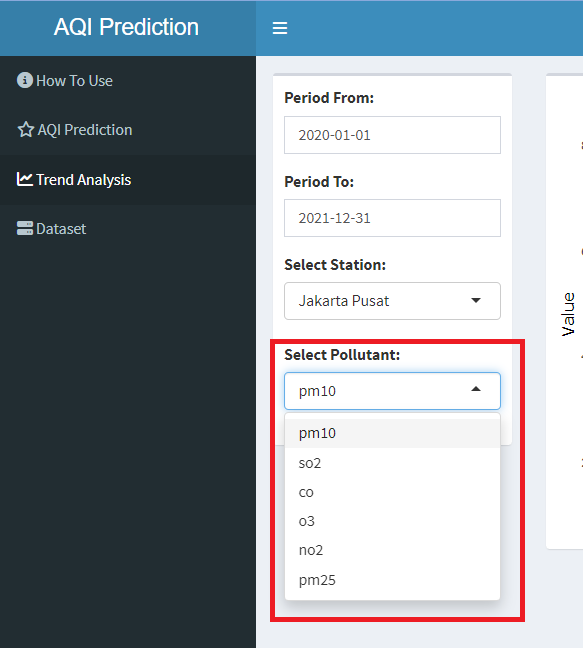 AQI Prediction
How To Use
AQI Prediction
Trend Analysis
Dataset
Period From:
2020-01-01
Period To:
2021-12-31
Select Station:
Jakarta Pusat
Select Pollutant:
pm10
pm10
so2
co
o3
no2
pm25
Value